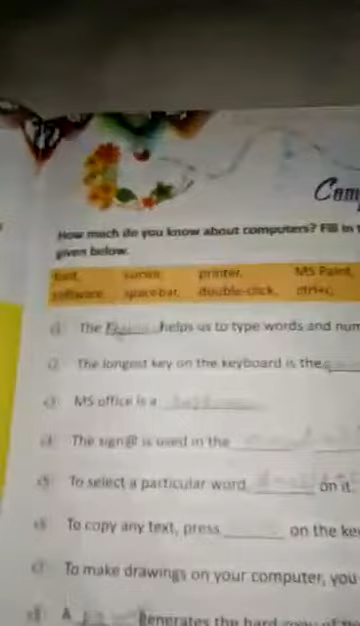 Com
How much do you know about computers? Fill in
given below.
font, cursor, printer, MS Paint,
software, spacebar, double-click, ctrl+c,
The helps us to type words and num
The longest key on the keyboard is the
MS office is a
The sign @ is used in the
To select a particular word on it.
To copy any text, press on the ke
To make drawings on your computer, you
A generates the hard copy of